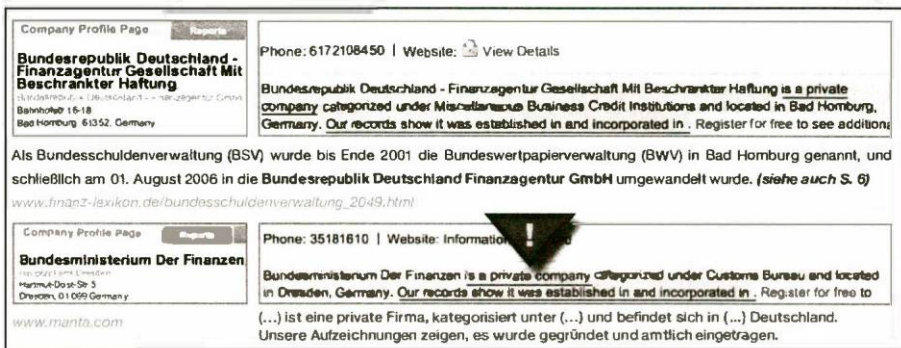 Company Profile Page Reports
Bundesrepublik Deutschland -
Finanzagentur Gesellschaft Mit
Beschrankter Haftung
Bahnhofstr 16-18
Bad Homburg, 61352, Germany
Phone: 6172108450 | Website: View Details
Bundesrepublik Deutschland - Finanzagentur Gesellschaft Mit Beschrankter Haftung is a private
company categorized under Miscellaneous Business Credit Institutions and located in Bad Homburg,
Germany. Our records show it was established in and incorporated in . Register for free to see additiona
Als Bundesschuldenverwaltung (BSV) wurde bis Ende 2001 die Bundeswertpapierverwaltung (BWV) in Bad Homburg genannt, und
schließlich am 01. August 2006 in die Bundesrepublik Deutschland Finanzagentur GmbH umgewandelt wurde. (siehe auch S. 6)
www.finanz-lexikon.de/bundesschuldenverwaltung_2049.html
Company Profile Page Reports
Bundesministerium Der Finanzen
Hartmut-Dost-Str 5
Dresden, 01099 Germany
Phone: 35181610 | Website: Information
!
Bundesministerium Der Finanzen is a private company categorized under Customs Bureau and located
in Dresden, Germany. Our records show it was established in and incorporated in . Register for free to
www.manta.com
(...) ist eine private Firma, kategorisiert unter (...) und befindet sich in (...) Deutschland.
Unsere Aufzeichnungen zeigen, es wurde gegründet und amtlich eingetragen.